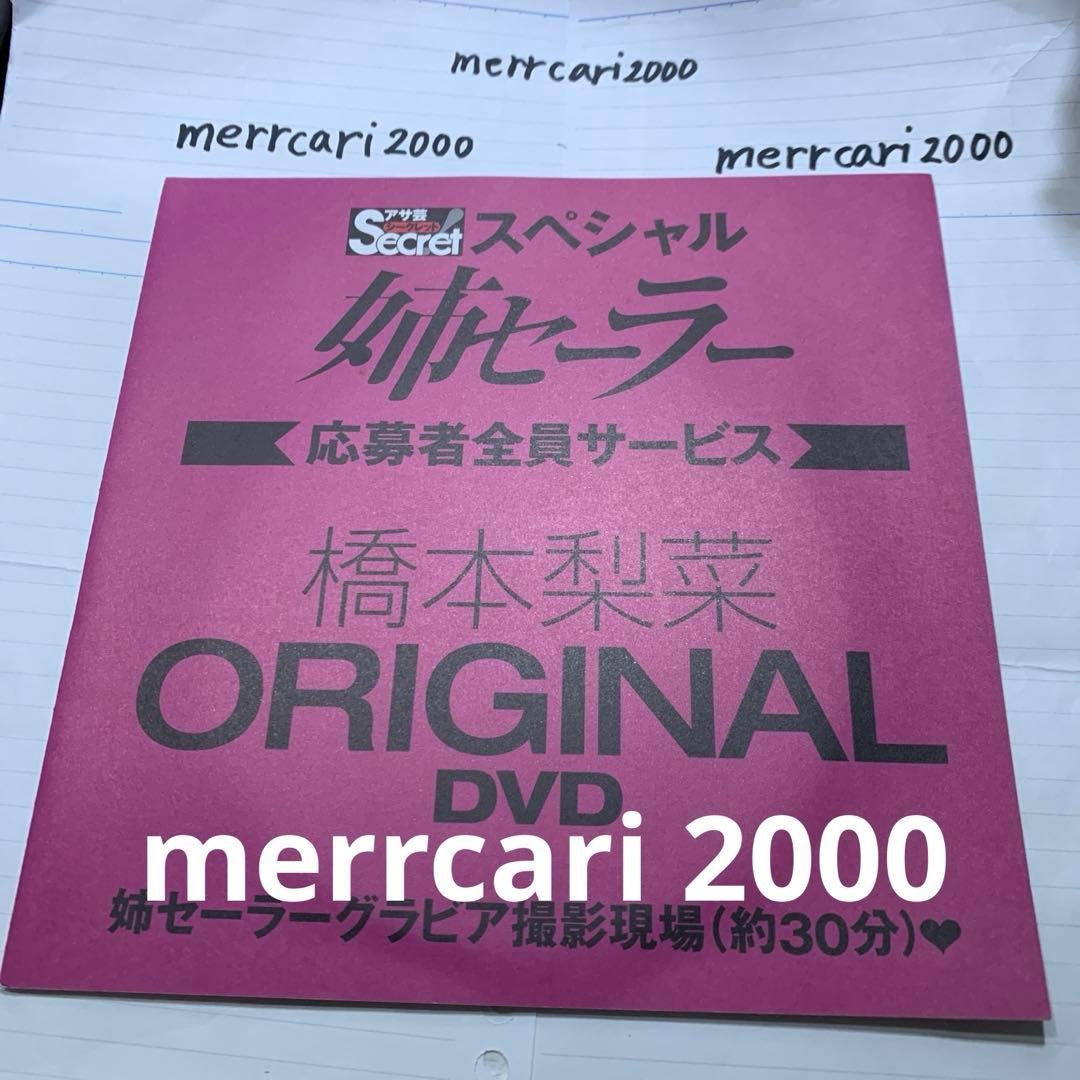 merrcari2000
merrcari2000
merrcari2000
アサ芸
シークレット
Secret! スペシャル
姉セーラー
応募者全員サービス
橋本梨菜
ORIGINAL
DVD
merrcari 2000
姉セーラーグラビア撮影現場(約30分)❤